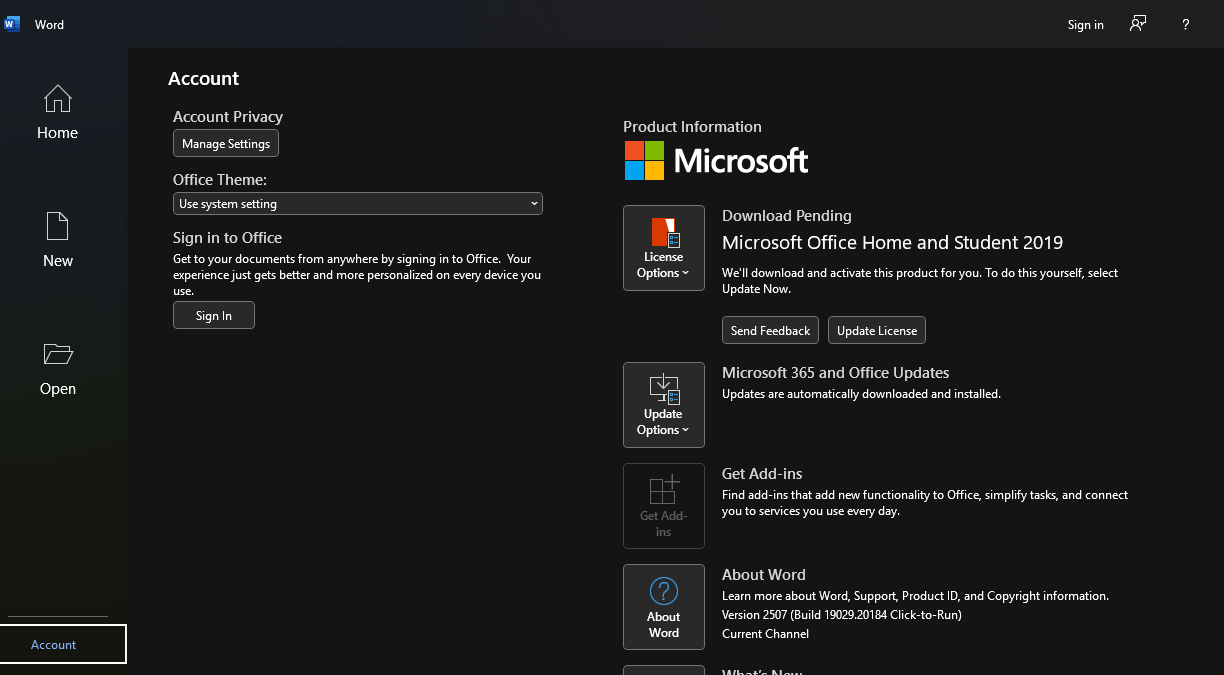 Word
Sign in
?
Home
New
Open
Account
Account
Account Privacy
Manage Settings
Office Theme:
Use system setting
Sign in to Office
Get to your documents from anywhere by signing in to Office. Your
experience just gets better and more personalized on every device you
use.
Sign In
Product Information
Microsoft
License
Options
Download Pending
Microsoft Office Home and Student 2019
We'll download and activate this product for you. To do this yourself, select
Update Now.
Send Feedback
Update License
Update
Options
Microsoft 365 and Office Updates
Updates are automatically downloaded and installed.
Get Add-
ins
Get Add-ins
Find add-ins that add new functionality to Office, simplify tasks, and connect
you to services you use every day.
About
Word
About Word
Learn more about Word, Support, Product ID, and Copyright information.
Version 2507 (Build 19029.20184 Click-to-Run)
Current Channel
What's New